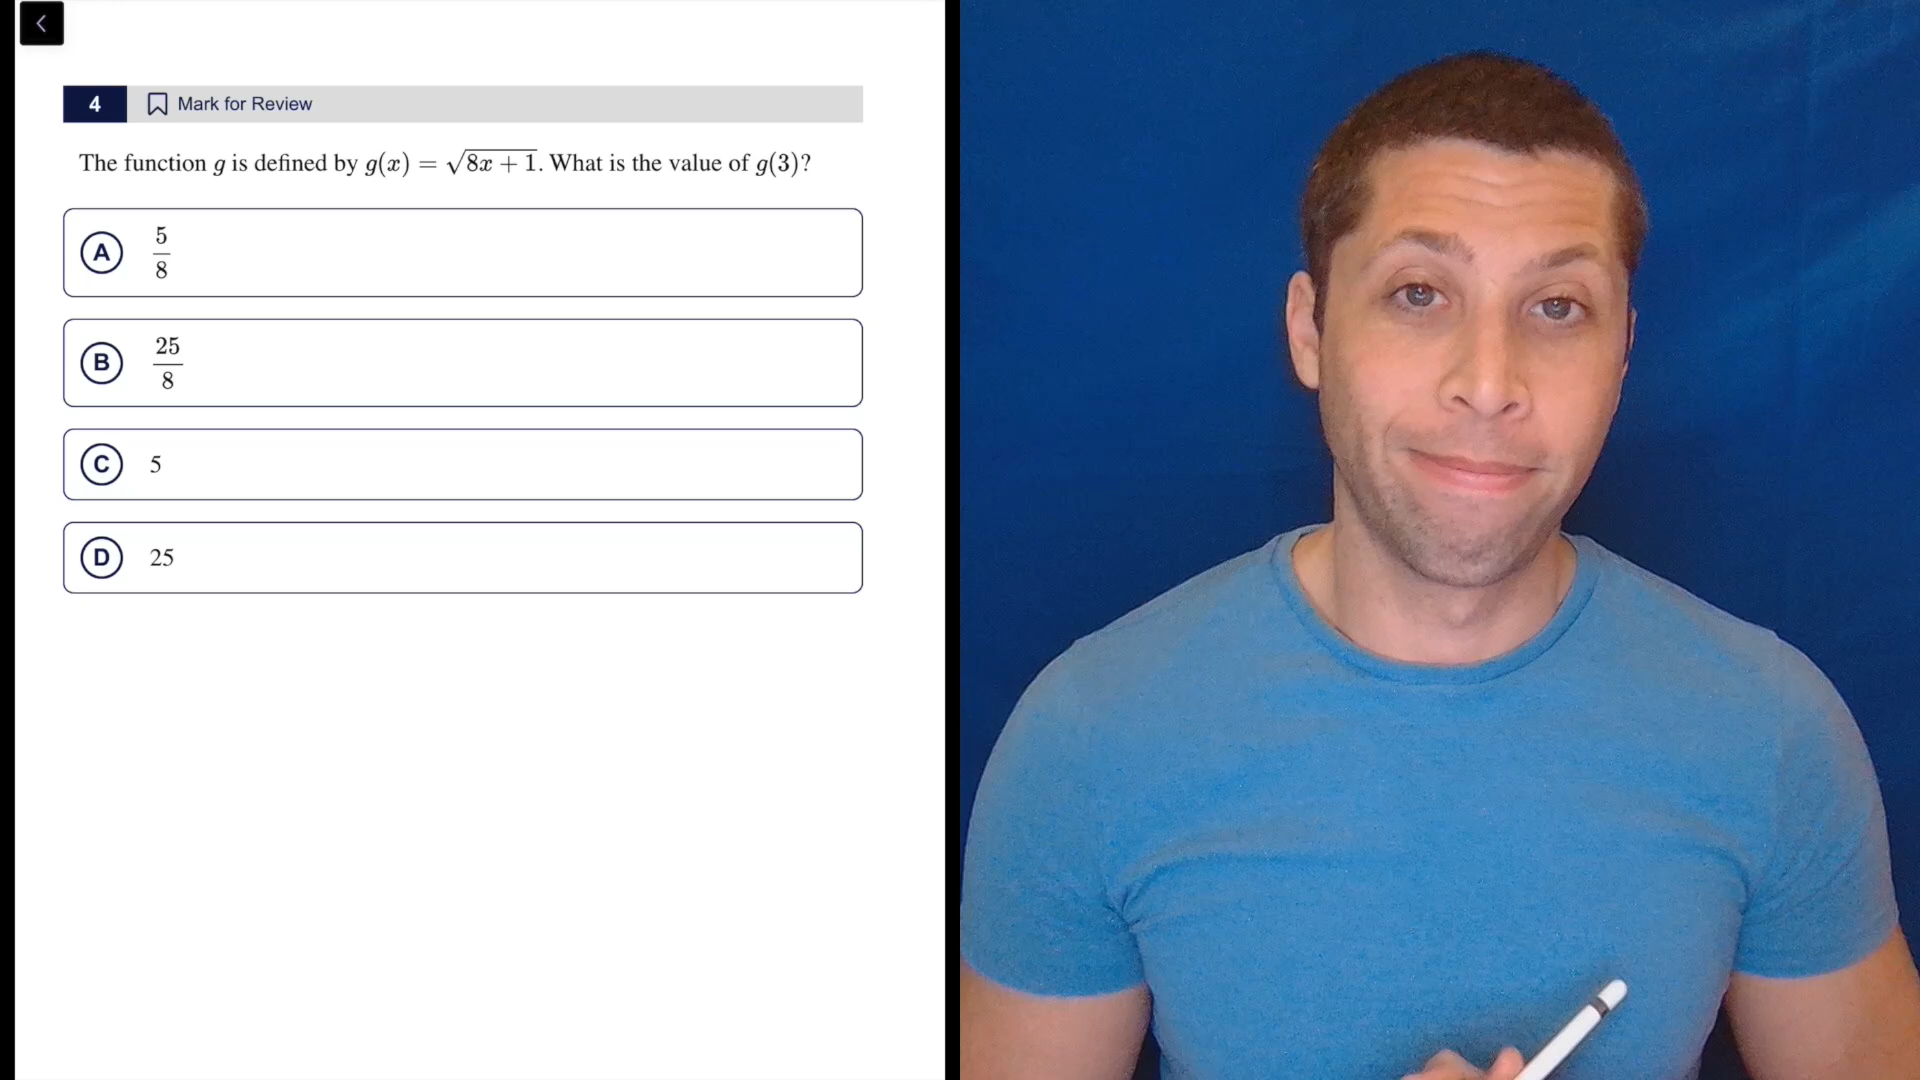 4 Mark for Review
The function g is defined by g(x) = √8x + 1. What is the value of g(3)?
A 5/8
B 25/8
C 5
D 25